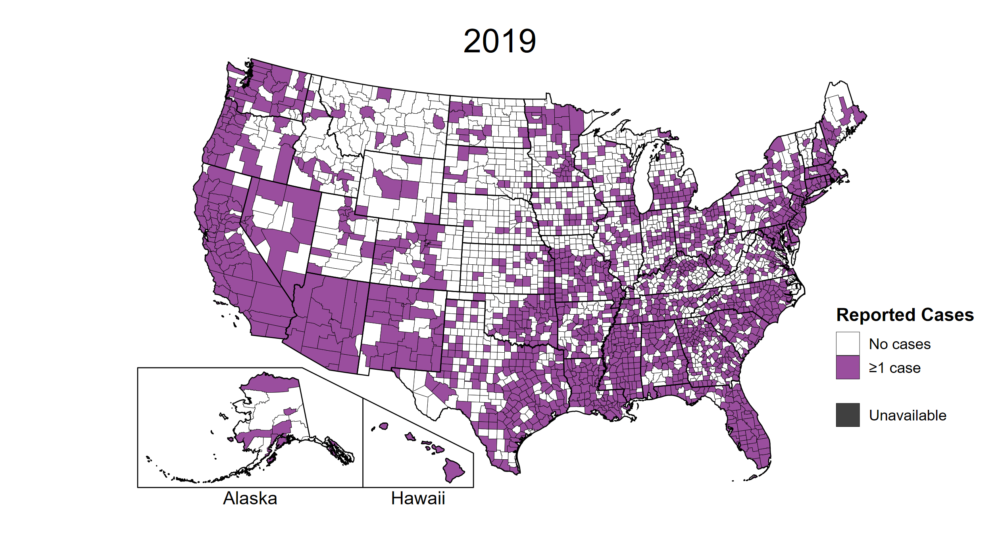 2019
Reported Cases
No cases
≥1 case
Unavailable
Alaska
Hawaii